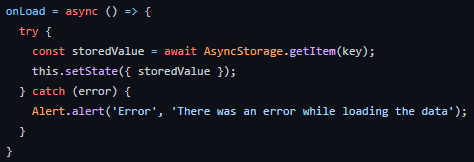 onLoad = async () => {
  try {
    const storedValue = await AsyncStorage.getItem(key);
    this.setState({ storedValue });
  } catch (error) {
    Alert.alert('Error', 'There was an error while loading the data');
  }
}